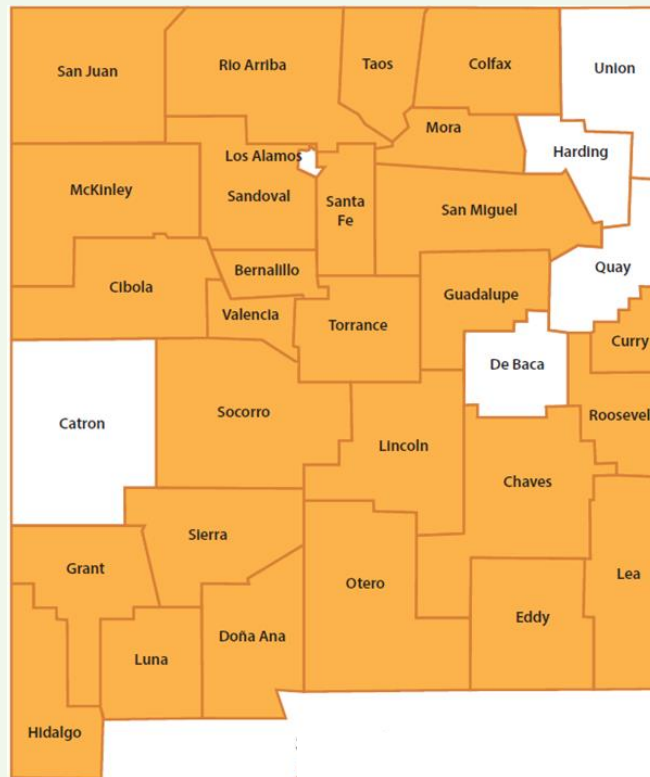 San Juan
Rio Arriba
Taos
Colfax
Union
Mora
Harding
Los Alamos
McKinley
Sandoval
Santa
Fe
San Miguel
Bernalillo
Quay
Cibola
Guadalupe
Valencia
Torrance
Curry
De Baca
Catron
Socorro
Roosevel
Lincoln
Chaves
Sierra
Grant
Otero
Lea
Eddy
Doña Ana
Luna
Hidalgo